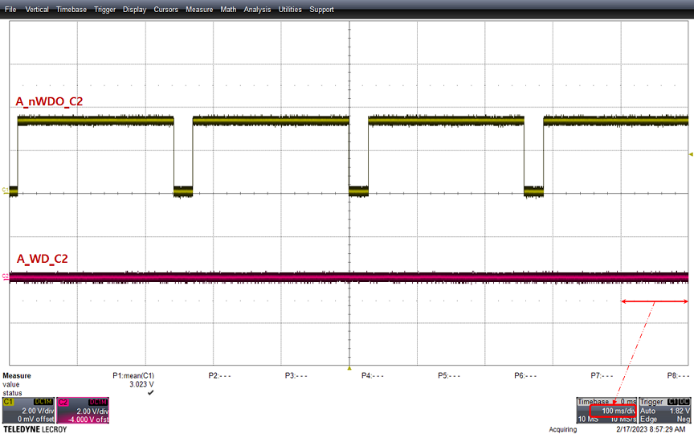 File Vertical Timebase Trigger Display Cursors Measure Math Analysis Utilities Support
A_nWDO_C2
C1
A_WD_C2
Measure P1:mean(C1) P2:- - - P3:- - - P4:- - - P5:- - - P6:- - - P7:- - - P8:- - -
value 3.023 V
status
C1 DC1M C2 DC1M Timebase 0 ms Trigger C1 DC
2.00 V/div 2.00 V/div 100 ms/div Auto 1.82 V
0 mV offset -4.000 V ofst 10 MS 10 MS/s Edge Neg
TELEDYNE LECROY Acquiring 2/17/2023 8:57:29 AM